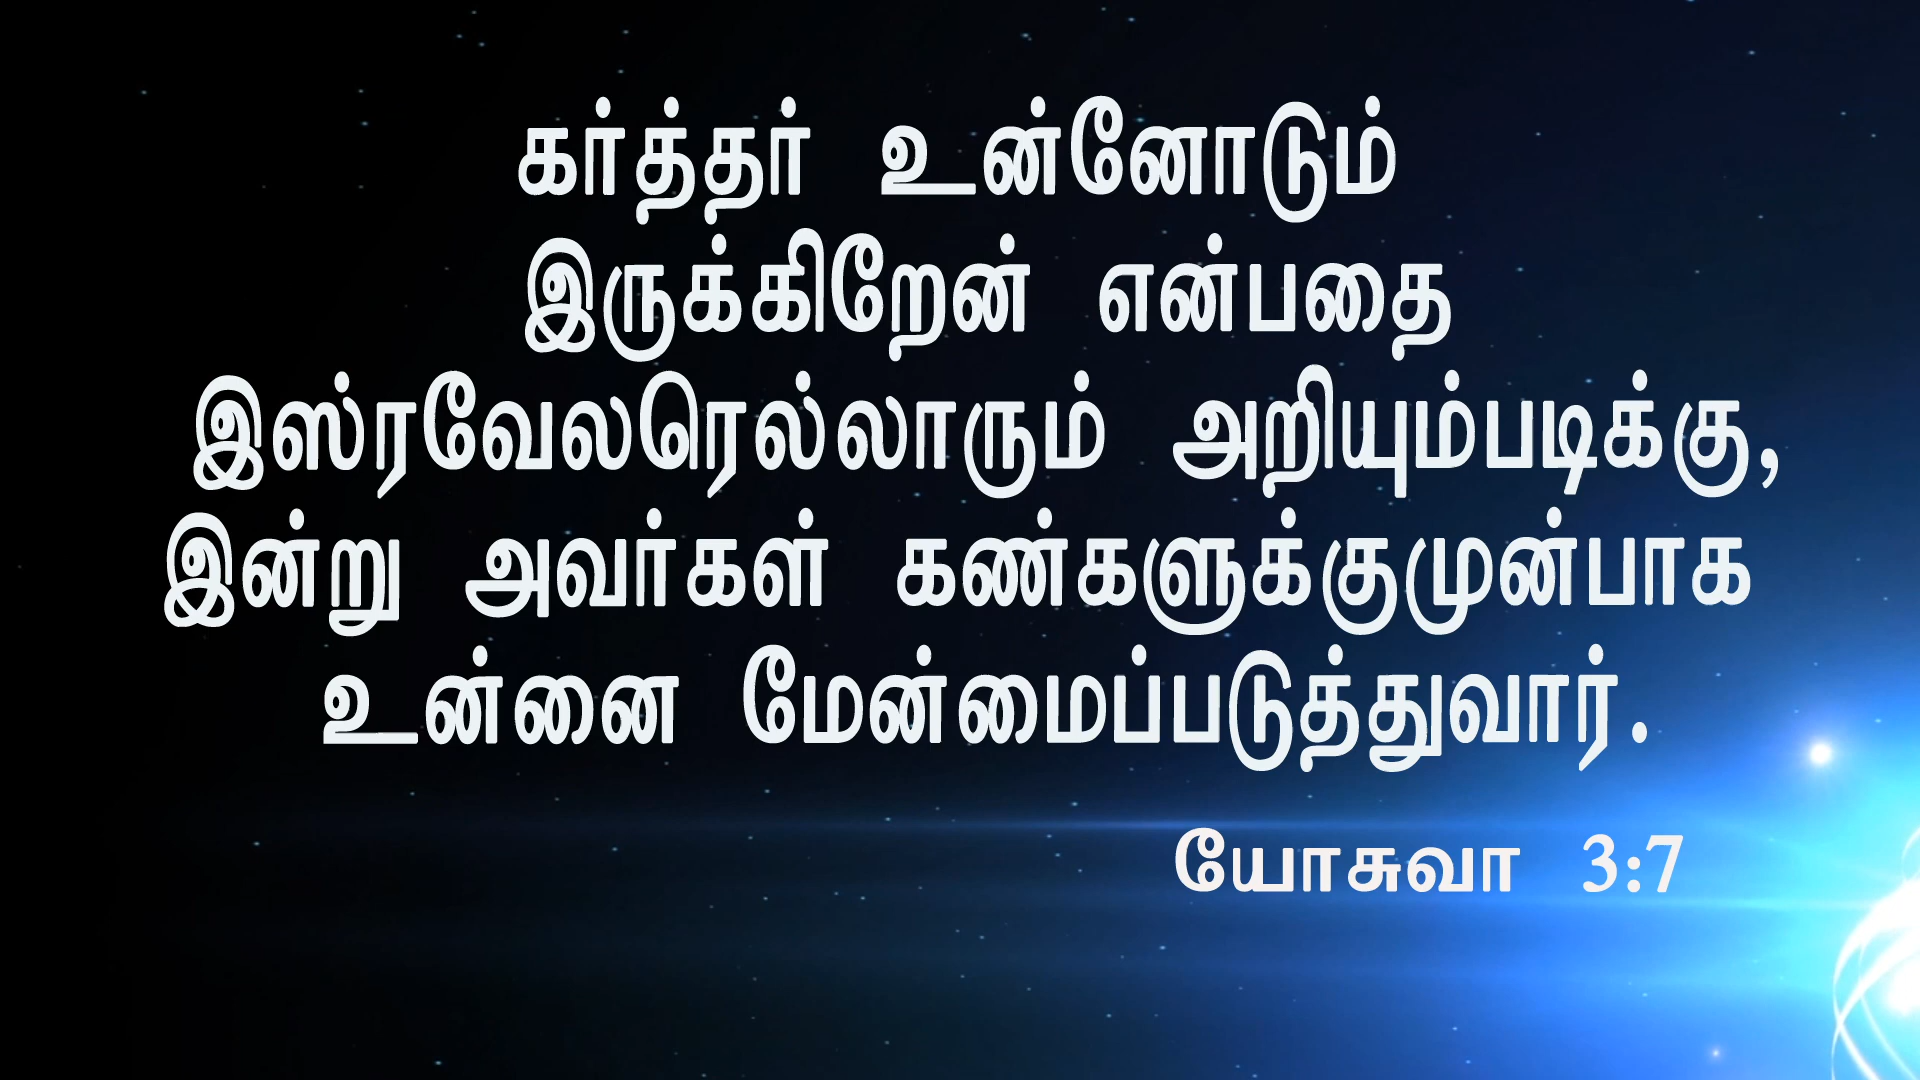 கர்த்தர் உன்னோடும்
இருக்கிறேன் என்பதை
இஸ்ரவேலரெல்லாரும் அறியும்படிக்கு,
இன்று அவர்கள் கண்களுக்குமுன்பாக
உன்னை மேன்மைப்படுத்துவார்.
யோசுவா 3:7